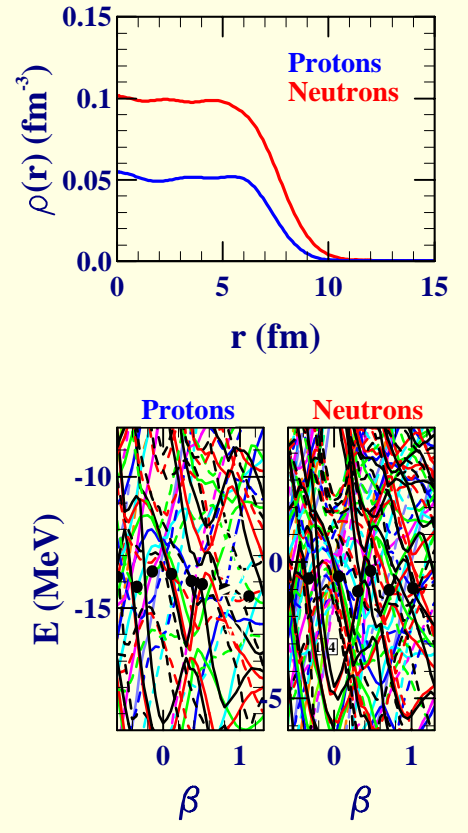 0.15
Protons
Neutrons
0.1
0.05
0.0
ρ(r) (fm⁻³)
0 5 10 15
r (fm)
Protons Neutrons
-10
-15
E (MeV)
0
-5
0 1 0 1
β β